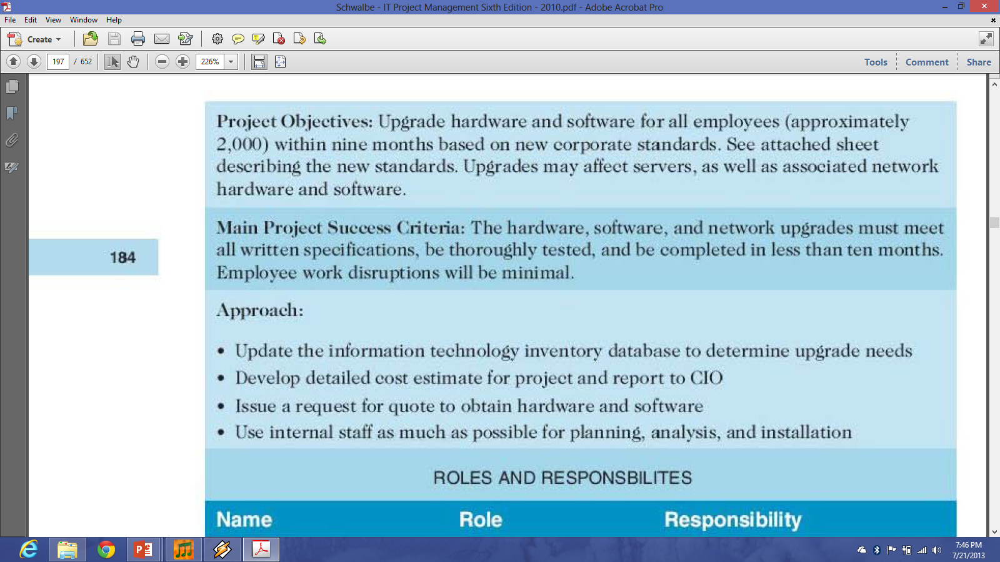 Schwalbe - IT Project Management Sixth Edition - 2010.pdf - Adobe Acrobat Pro
File Edit View Window Help
Create
197 / 652 226% Tools Comment Share
Project Objectives: Upgrade hardware and software for all employees (approximately
2,000) within nine months based on new corporate standards. See attached sheet
describing the new standards. Upgrades may affect servers, as well as associated network
hardware and software.
Main Project Success Criteria: The hardware, software, and network upgrades must meet
all written specifications, be thoroughly tested, and be completed in less than ten months.
Employee work disruptions will be minimal.
184
Approach:
• Update the information technology inventory database to determine upgrade needs
• Develop detailed cost estimate for project and report to CIO
• Issue a request for quote to obtain hardware and software
• Use internal staff as much as possible for planning, analysis, and installation
ROLES AND RESPONSBILITES
Name Role Responsibility
7:46 PM
7/21/2013